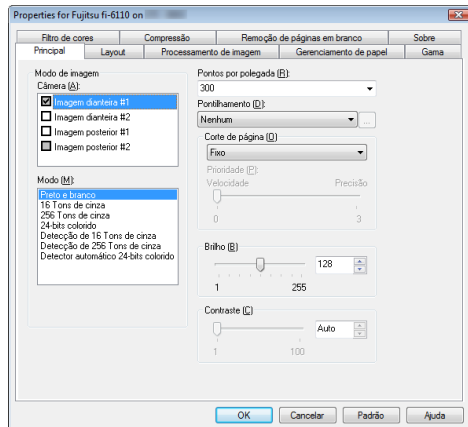 Properties for Fujitsu fi-6110 on
Filtro de cores
Compressão
Remoção de páginas em branco
Sobre
Principal
Layout
Processamento de imagem
Gerenciamento de papel
Gama
Modo de imagem
Câmera (A):
Imagem dianteira #1
Imagem dianteira #2
Imagem posterior #1
Imagem posterior #2
Modo (M):
Preto e branco
16 Tons de cinza
256 Tons de cinza
24-bits colorido
Detecção de 16 Tons de cinza
Detecção de 256 Tons de cinza
Detector automático 24-bits colorido
Pontos por polegada (R):
300
Pontilhamento (D):
Nenhum
...
Corte de página (O)
Fixo
Prioridade (P):
Velocidade
Precisão
0
3
Brilho (B)
128
1
255
Contraste (C)
Auto
1
100
OK
Cancelar
Padrão
Ajuda